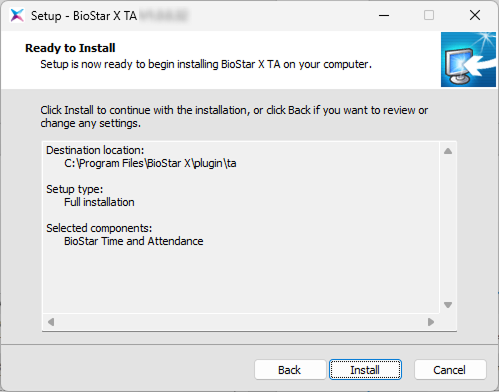 Setup - BioStar X TA
Ready to Install
Setup is now ready to begin installing BioStar X TA on your computer.
Click Install to continue with the installation, or click Back if you want to review or
change any settings.
Destination location:
C:\Program Files\BioStar X\plugin\ta
Setup type:
Full installation
Selected components:
BioStar Time and Attendance
Back
Install
Cancel